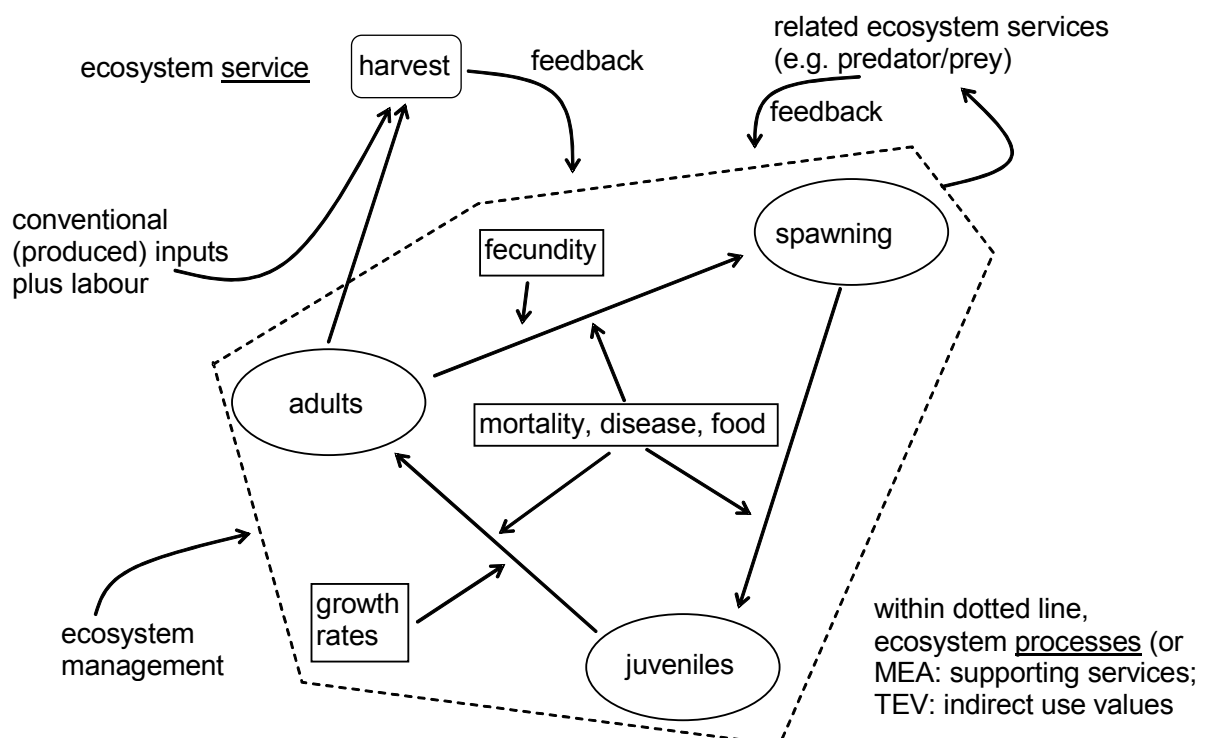 related ecosystem services
(e.g. predator/prey)
ecosystem service
harvest
feedback
feedback
conventional
(produced) inputs
plus labour
fecundity
spawning
adults
mortality, disease, food
growth
rates
juveniles
ecosystem
management
within dotted line,
ecosystem processes (or
MEA: supporting services;
TEV: indirect use values